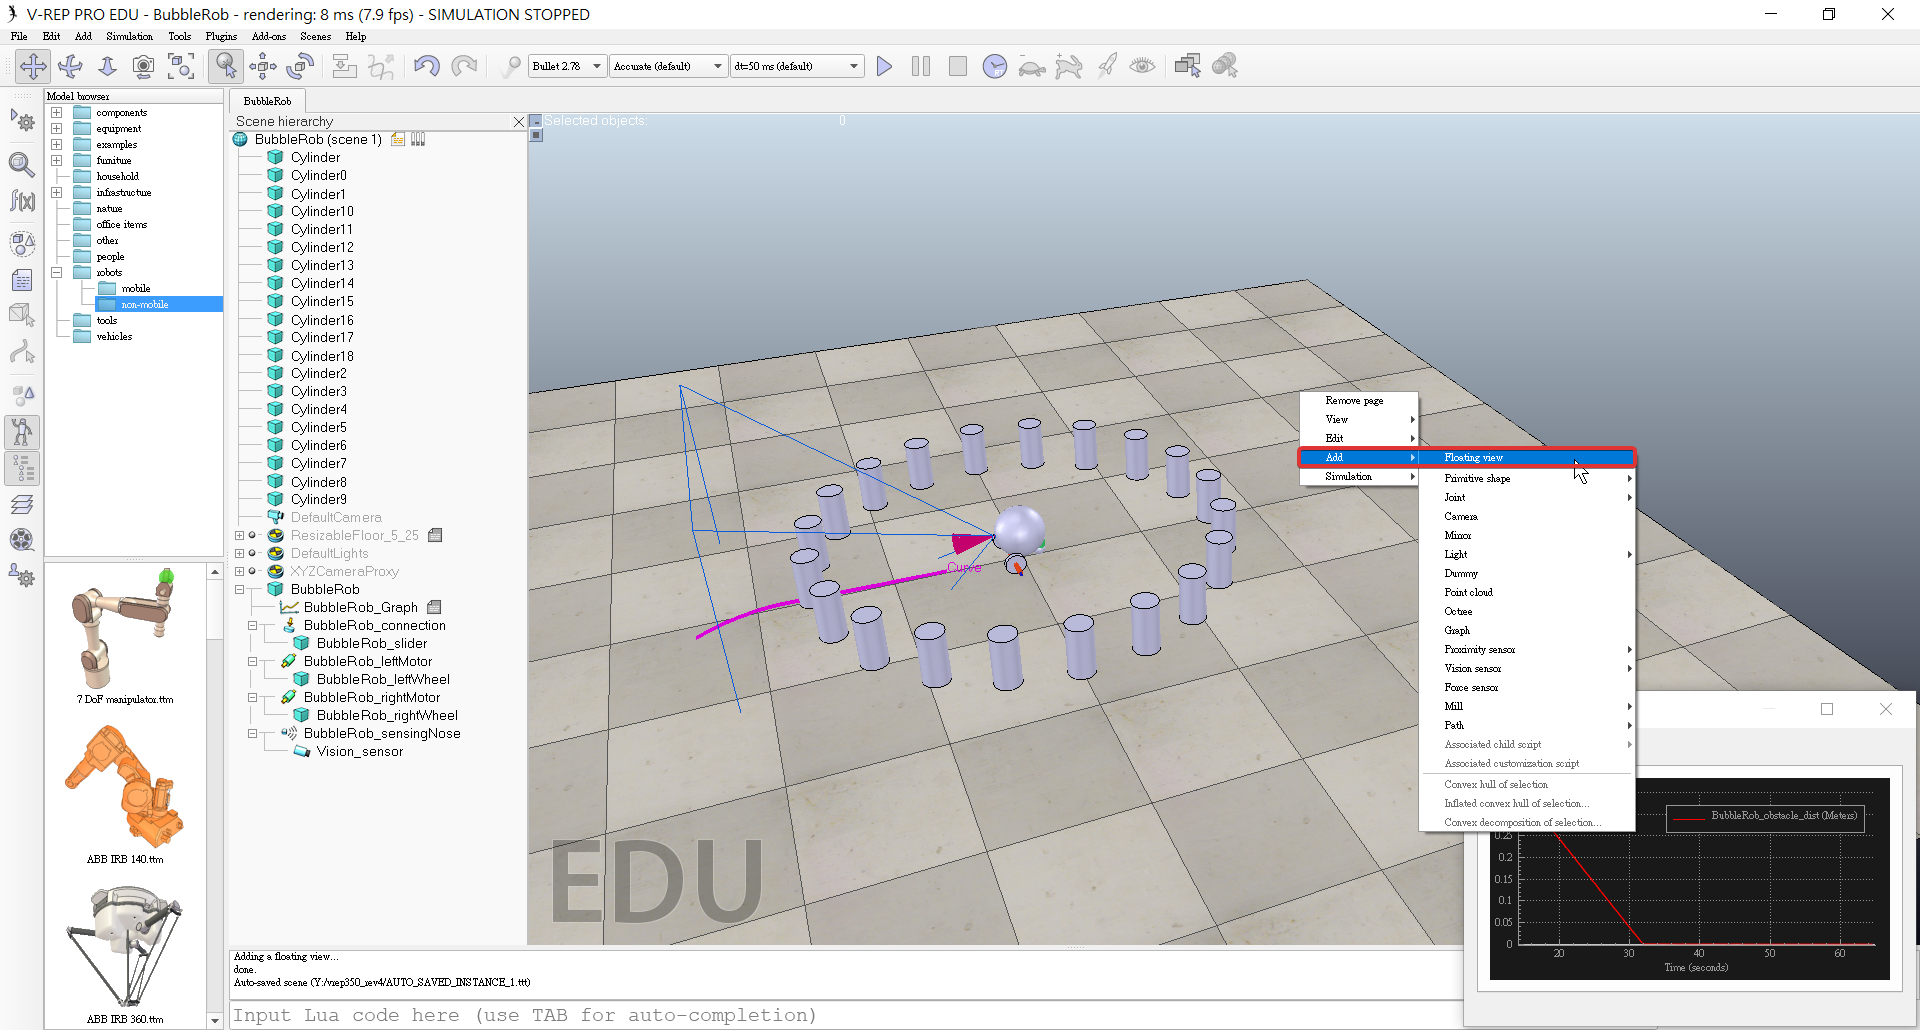 V-REP PRO EDU - BubbleRob - rendering: 8 ms (7.9 fps) - SIMULATION STOPPED
File Edit Add Simulation Tools Plugins Add-ons Scenes Help
Bullet 2.78 Accurate (default) dt=50 ms (default)
Model browser
components
equipment
examples
furniture
household
infrastructure
nature
office items
other
people
robots
mobile
non-mobile
tools
vehicles
7 DoF manipulator.ttm
ABB IRB 140.ttm
ABB IRB 360.ttm
BubbleRob
Scene hierarchy
BubbleRob (scene 1)
Cylinder
Cylinder0
Cylinder1
Cylinder10
Cylinder11
Cylinder12
Cylinder13
Cylinder14
Cylinder15
Cylinder16
Cylinder17
Cylinder18
Cylinder2
Cylinder3
Cylinder4
Cylinder5
Cylinder6
Cylinder7
Cylinder8
Cylinder9
DefaultCamera
ResizableFloor_5_25
DefaultLights
XYZCameraProxy
BubbleRob
BubbleRob_Graph
BubbleRob_connection
BubbleRob_slider
BubbleRob_leftMotor
BubbleRob_leftWheel
BubbleRob_rightMotor
BubbleRob_rightWheel
BubbleRob_sensingNose
Vision_sensor
Selected objects: 0
Curve
EDU
Remove page
View
Edit
Add
Simulation
Floating view
Primitive shape
Joint
Camera
Mirror
Light
Dummy
Point cloud
Octree
Graph
Proximity sensor
Vision sensor
Force sensor
Mill
Path
Associated child script
Associated customization script
Convex hull of selection
Inflated convex hull of selection...
Convex decomposition of selection...
BubbleRob_obstacle_dist (Meters)
0.25
0.2
0.15
0.1
0.05
0
20 30 40 50 60
Time (seconds)
Adding a floating view...
done.
Auto-saved scene (Y:/vrep350_rev4/AUTO_SAVED_INSTANCE_1.ttt)
Input Lua code here (use TAB for auto-completion)